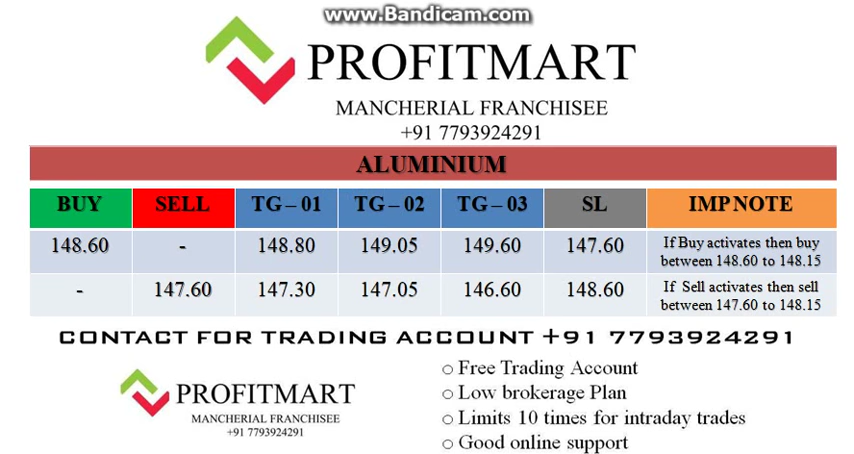 www.Bandicam.com
PROFITMART
MANCHERIAL FRANCHISEE
+91 7793924291
ALUMINIUM
BUY SELL TG – 01 TG – 02 TG – 03 SL IMP NOTE
148.60 - 148.80 149.05 149.60 147.60 If Buy activates then buy
between 148.60 to 148.15
- 147.60 147.30 147.05 146.60 148.60 If Sell activates then sell
between 147.60 to 148.15
CONTACT FOR TRADING ACCOUNT +91 7793924291
PROFITMART
MANCHERIAL FRANCHISEE
+91 7793924291
○ Free Trading Account
○ Low brokerage Plan
○ Limits 10 times for intraday trades
○ Good online support